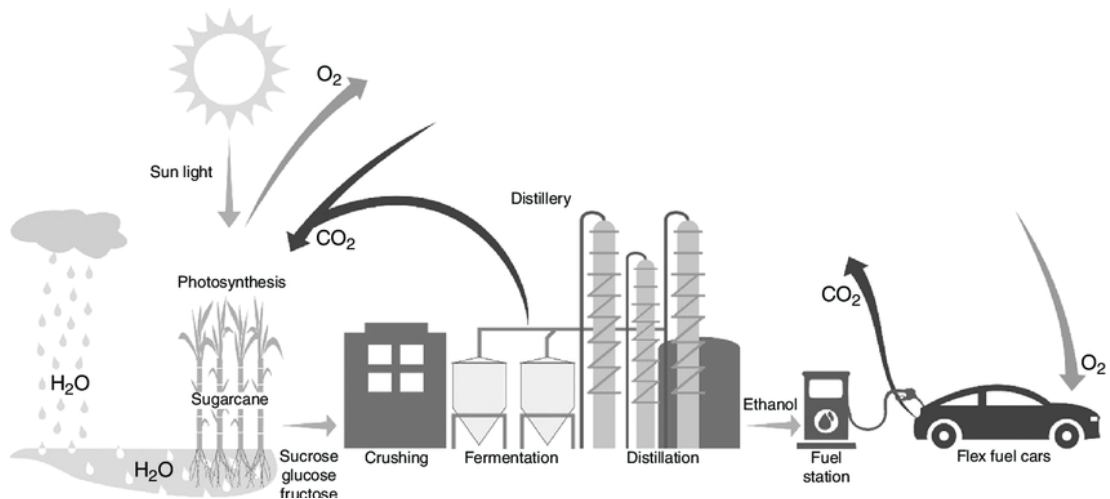 O₂
Sun light
Distillery
CO₂
Photosynthesis
CO₂
H₂O
O₂
Sugarcane
Ethanol
H₂O
Sucrose
glucose
fructose
Crushing
Fermentation
Distillation
Fuel
station
Flex fuel cars